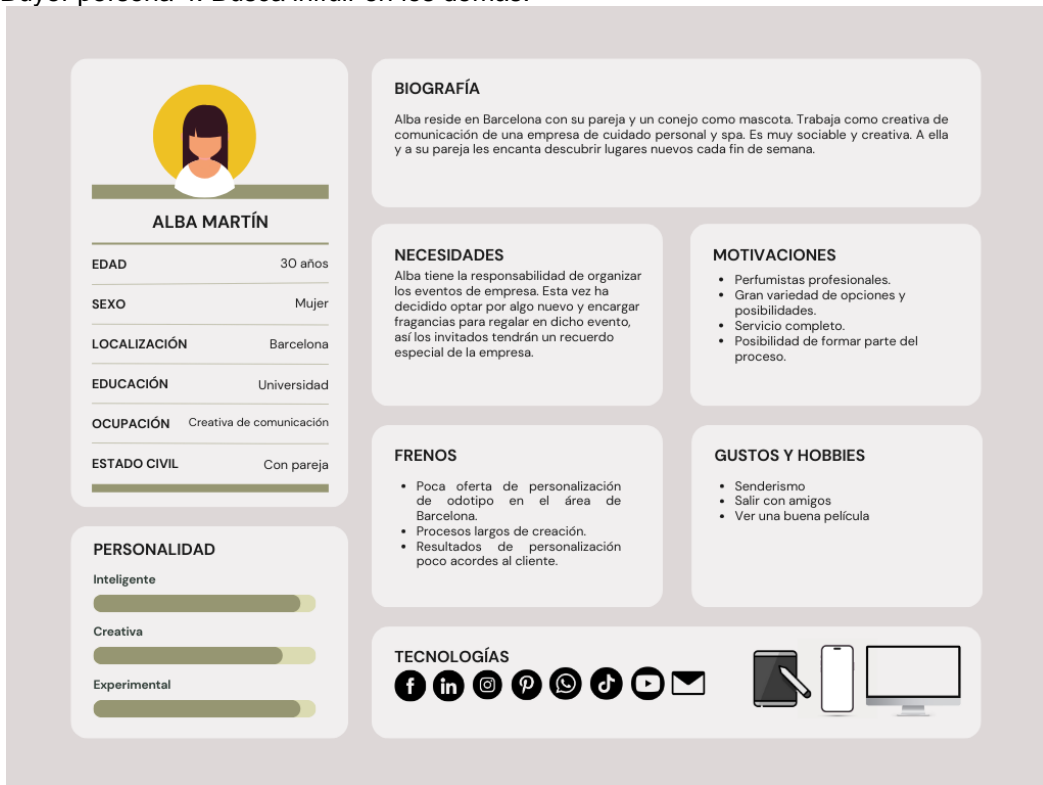 Buyer persona 4. Busca influir en los demás.
ALBA MARTÍN
EDAD 30 años
SEXO Mujer
LOCALIZACIÓN Barcelona
EDUCACIÓN Universidad
OCUPACIÓN Creativa de comunicación
ESTADO CIVIL Con pareja
PERSONALIDAD
Inteligente
Creativa
Experimental
BIOGRAFÍA
Alba reside en Barcelona con su pareja y un conejo como mascota. Trabaja como creativa de
comunicación de una empresa de cuidado personal y spa. Es muy sociable y creativa. A ella
y a su pareja les encanta descubrir lugares nuevos cada fin de semana.
NECESIDADES
Alba tiene la responsabilidad de organizar
los eventos de empresa. Esta vez ha
decidido optar por algo nuevo y encargar
fragancias para regalar en dicho evento,
así los invitados tendrán un recuerdo
especial de la empresa.
MOTIVACIONES
• Perfumistas profesionales.
• Gran variedad de opciones y
posibilidades.
• Servicio completo.
• Posibilidad de formar parte del
proceso.
FRENOS
• Poca oferta de personalización
de odotipo en el área de
Barcelona.
• Procesos largos de creación.
• Resultados de personalización
poco acordes al cliente.
GUSTOS Y HOBBIES
• Senderismo
• Salir con amigos
• Ver una buena película
TECNOLOGÍAS